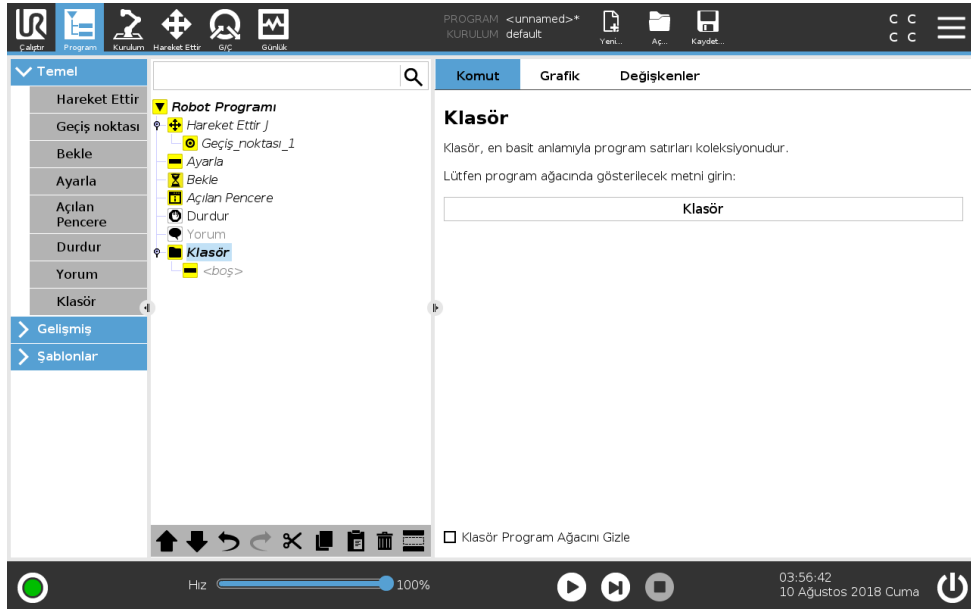 PROGRAM <unnamed>*
KURULUM default
C C
C C
Çalıştır
Program
Kurulum
Hareket Ettir
G/Ç
Günlük
Yeni...
Aç...
Kaydet...
Temel
Hareket Ettir
Geçiş noktası
Bekle
Ayarla
Açılan
Pencere
Durdur
Yorum
Klasör
Gelişmiş
Şablonlar
Robot Programı
Hareket Ettir J
Geçiş_noktası_1
Ayarla
Bekle
Açılan Pencere
Durdur
Yorum
Klasör
<boş>
Komut
Grafik
Değişkenler
Klasör
Klasör, en basit anlamıyla program satırları koleksiyonudur.
Lütfen program ağacında gösterilecek metni girin:
Klasör
Klasör Program Ağacını Gizle
Hız
100%
03:56:42
10 Ağustos 2018 Cuma